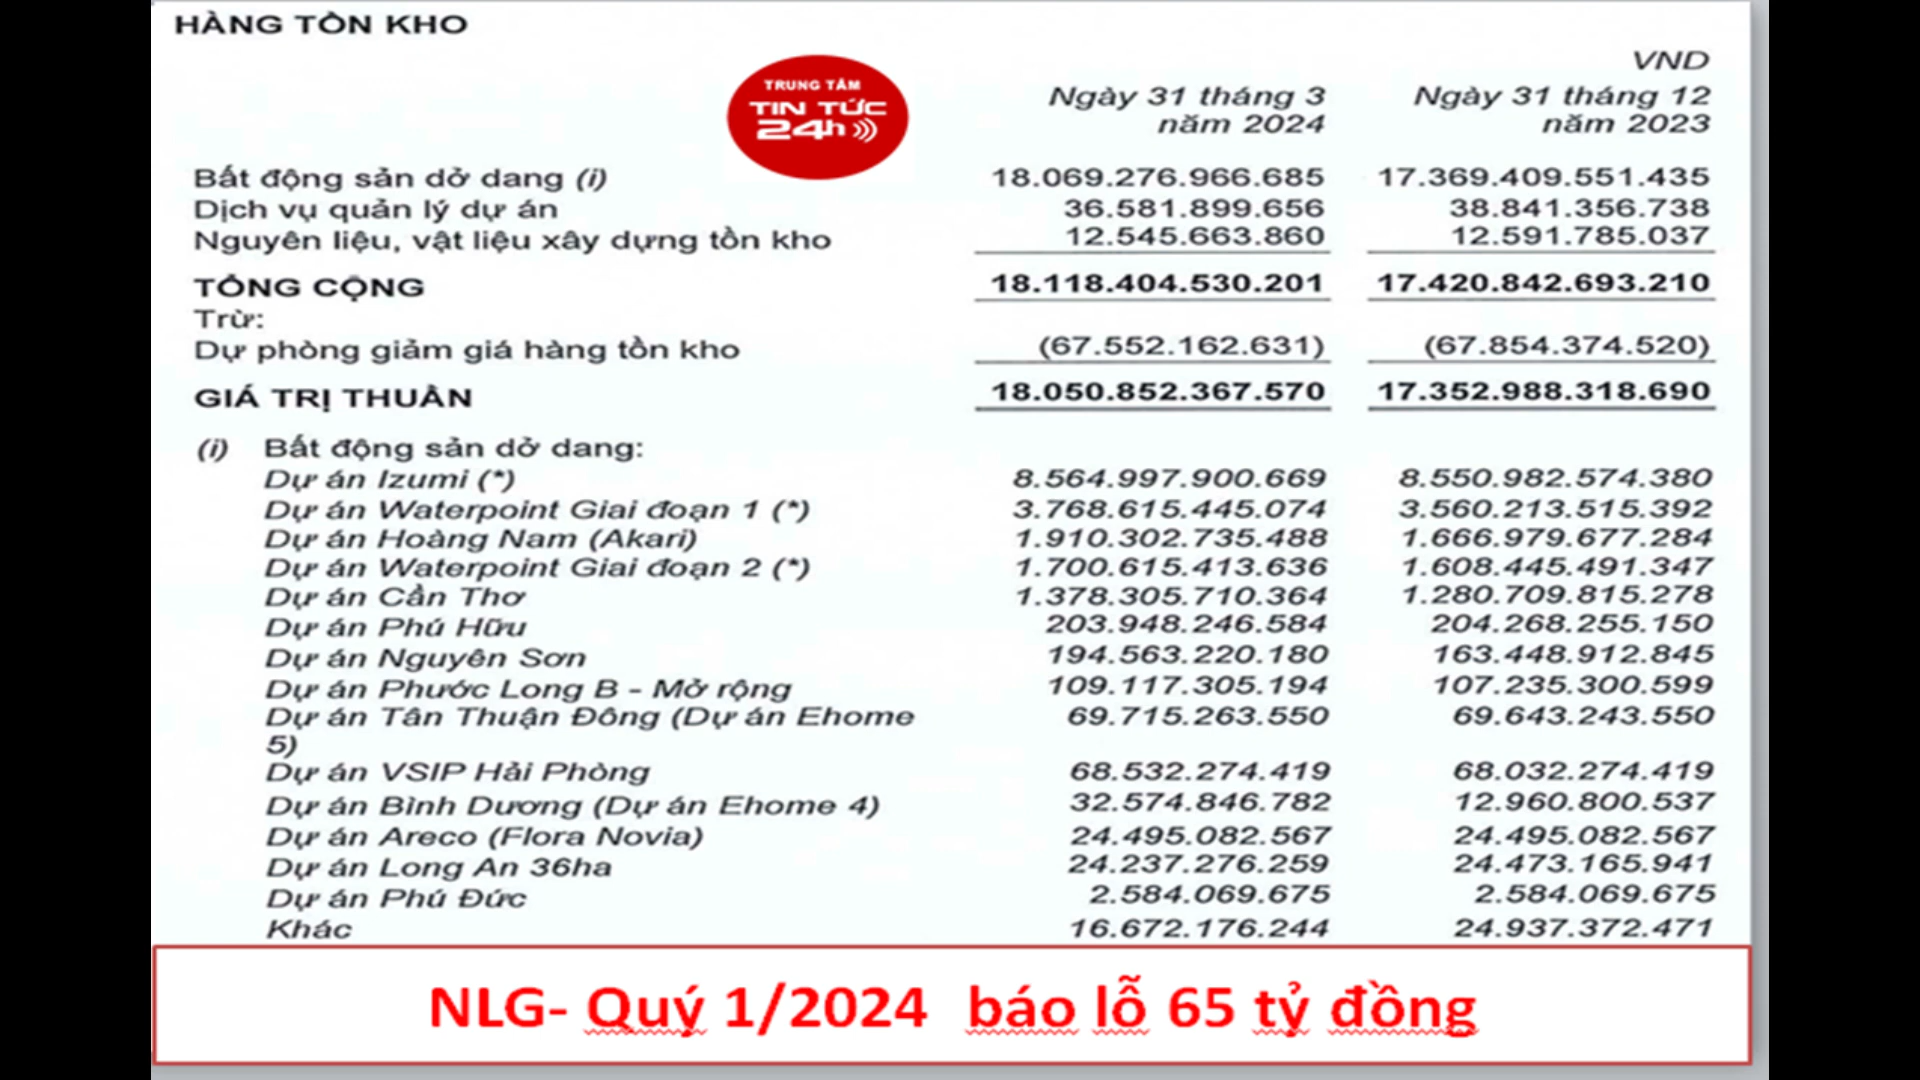 HÀNG TỒN KHO
VND
TRUNG TÂM
TIN TỨC
24h
Ngày 31 tháng 3 năm 2024
Ngày 31 tháng 12 năm 2023
Bất động sản dở dang (i) 18.069.276.966.685 17.369.409.551.435
Dịch vụ quản lý dự án 36.581.899.656 38.841.356.738
Nguyên liệu, vật liệu xây dựng tồn kho 12.545.663.860 12.591.785.037
TỔNG CỘNG 18.118.404.530.201 17.420.842.693.210
Trừ:
Dự phòng giảm giá hàng tồn kho (67.552.162.631) (67.854.374.520)
GIÁ TRỊ THUẦN 18.050.852.367.570 17.352.988.318.690
(i) Bất động sản dở dang:
Dự án Izumi (*) 8.564.997.900.669 8.550.982.574.380
Dự án Waterpoint Giai đoạn 1 (*) 3.768.615.445.074 3.560.213.515.392
Dự án Hoàng Nam (Akari) 1.910.302.735.488 1.666.979.677.284
Dự án Waterpoint Giai đoạn 2 (*) 1.700.615.413.636 1.608.445.491.347
Dự án Cần Thơ 1.378.305.710.364 1.280.709.815.278
Dự án Phú Hữu 203.948.246.584 204.268.255.150
Dự án Nguyên Sơn 194.563.220.180 163.448.912.845
Dự án Phước Long B - Mở rộng 109.117.305.194 107.235.300.599
Dự án Tân Thuận Đông (Dự án Ehome 69.715.263.550 69.643.243.550
5)
Dự án VSIP Hải Phòng 68.532.274.419 68.032.274.419
Dự án Bình Dương (Dự án Ehome 4) 32.574.846.782 12.960.800.537
Dự án Areco (Flora Novia) 24.495.082.567 24.495.082.567
Dự án Long An 36ha 24.237.276.259 24.473.165.941
Dự án Phú Đức 2.584.069.675 2.584.069.675
Khác 16.672.176.244 24.937.372.471
NLG- Quý 1/2024 báo lỗ 65 tỷ đồng